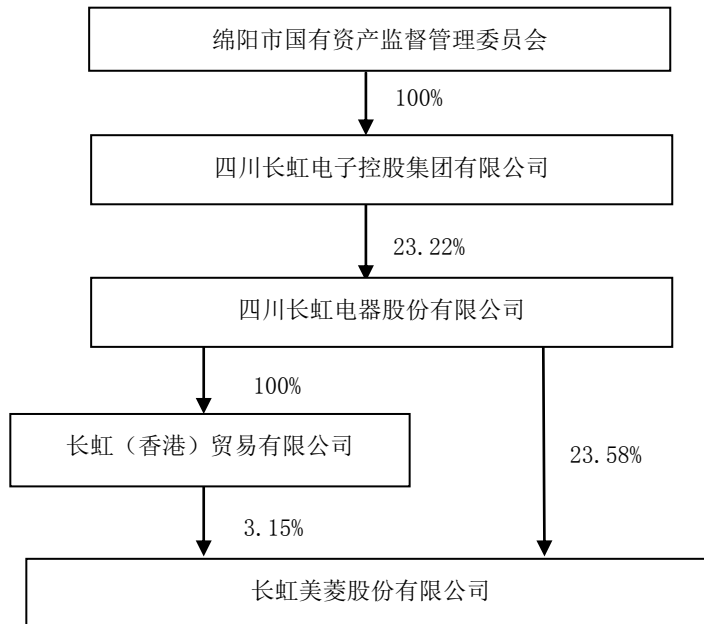 绵阳市国有资产监督管理委员会
100%
四川长虹电子控股集团有限公司
23.22%
四川长虹电器股份有限公司
100%
长虹（香港）贸易有限公司
23.58%
3.15%
长虹美菱股份有限公司